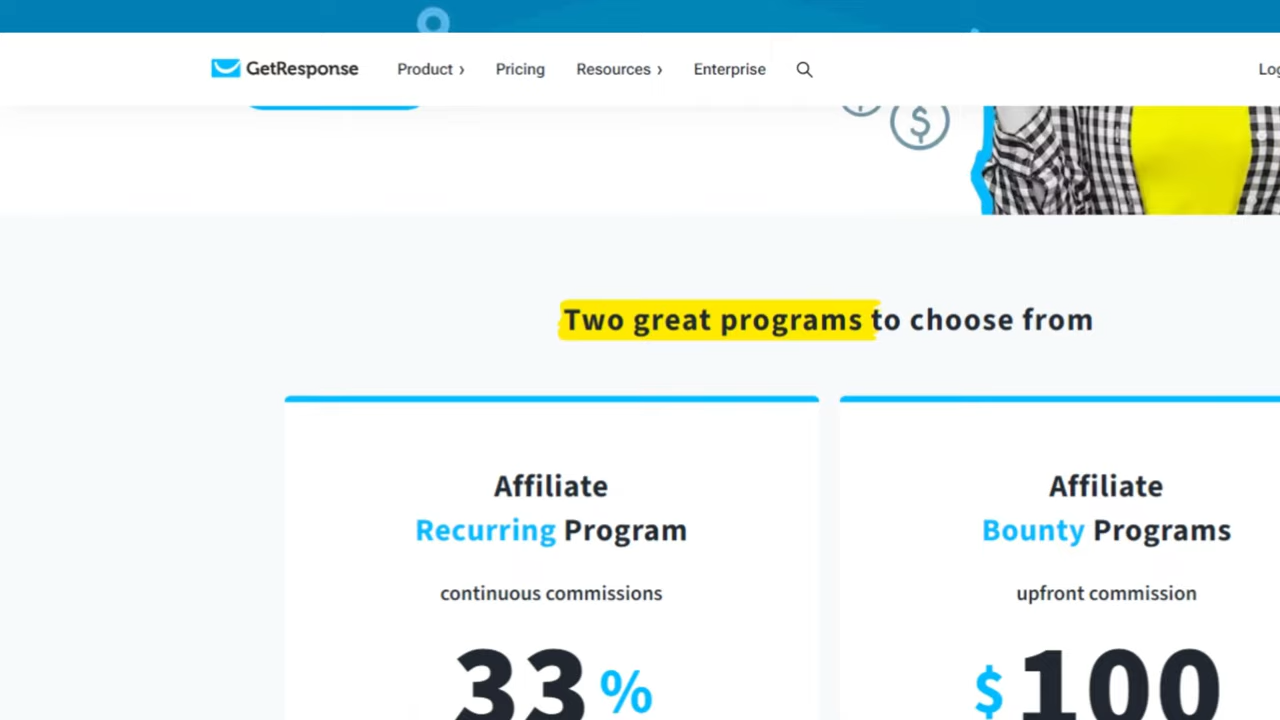 GetResponse Product › Pricing Resources › Enterprise
$
Two great programs to choose from
Affiliate
Recurring Program
continuous commissions
33 %
Affiliate
Bounty Programs
upfront commission
$ 100